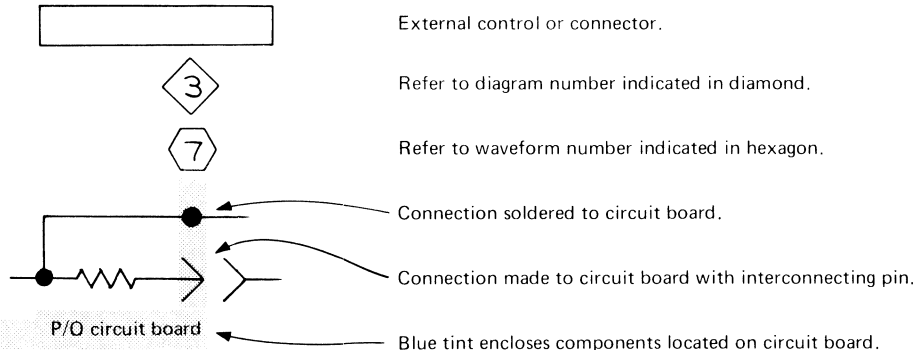 External control or connector.
3
Refer to diagram number indicated in diamond.
7
Refer to waveform number indicated in hexagon.
Connection soldered to circuit board.
Connection made to circuit board with interconnecting pin.
P/O circuit board
Blue tint encloses components located on circuit board.